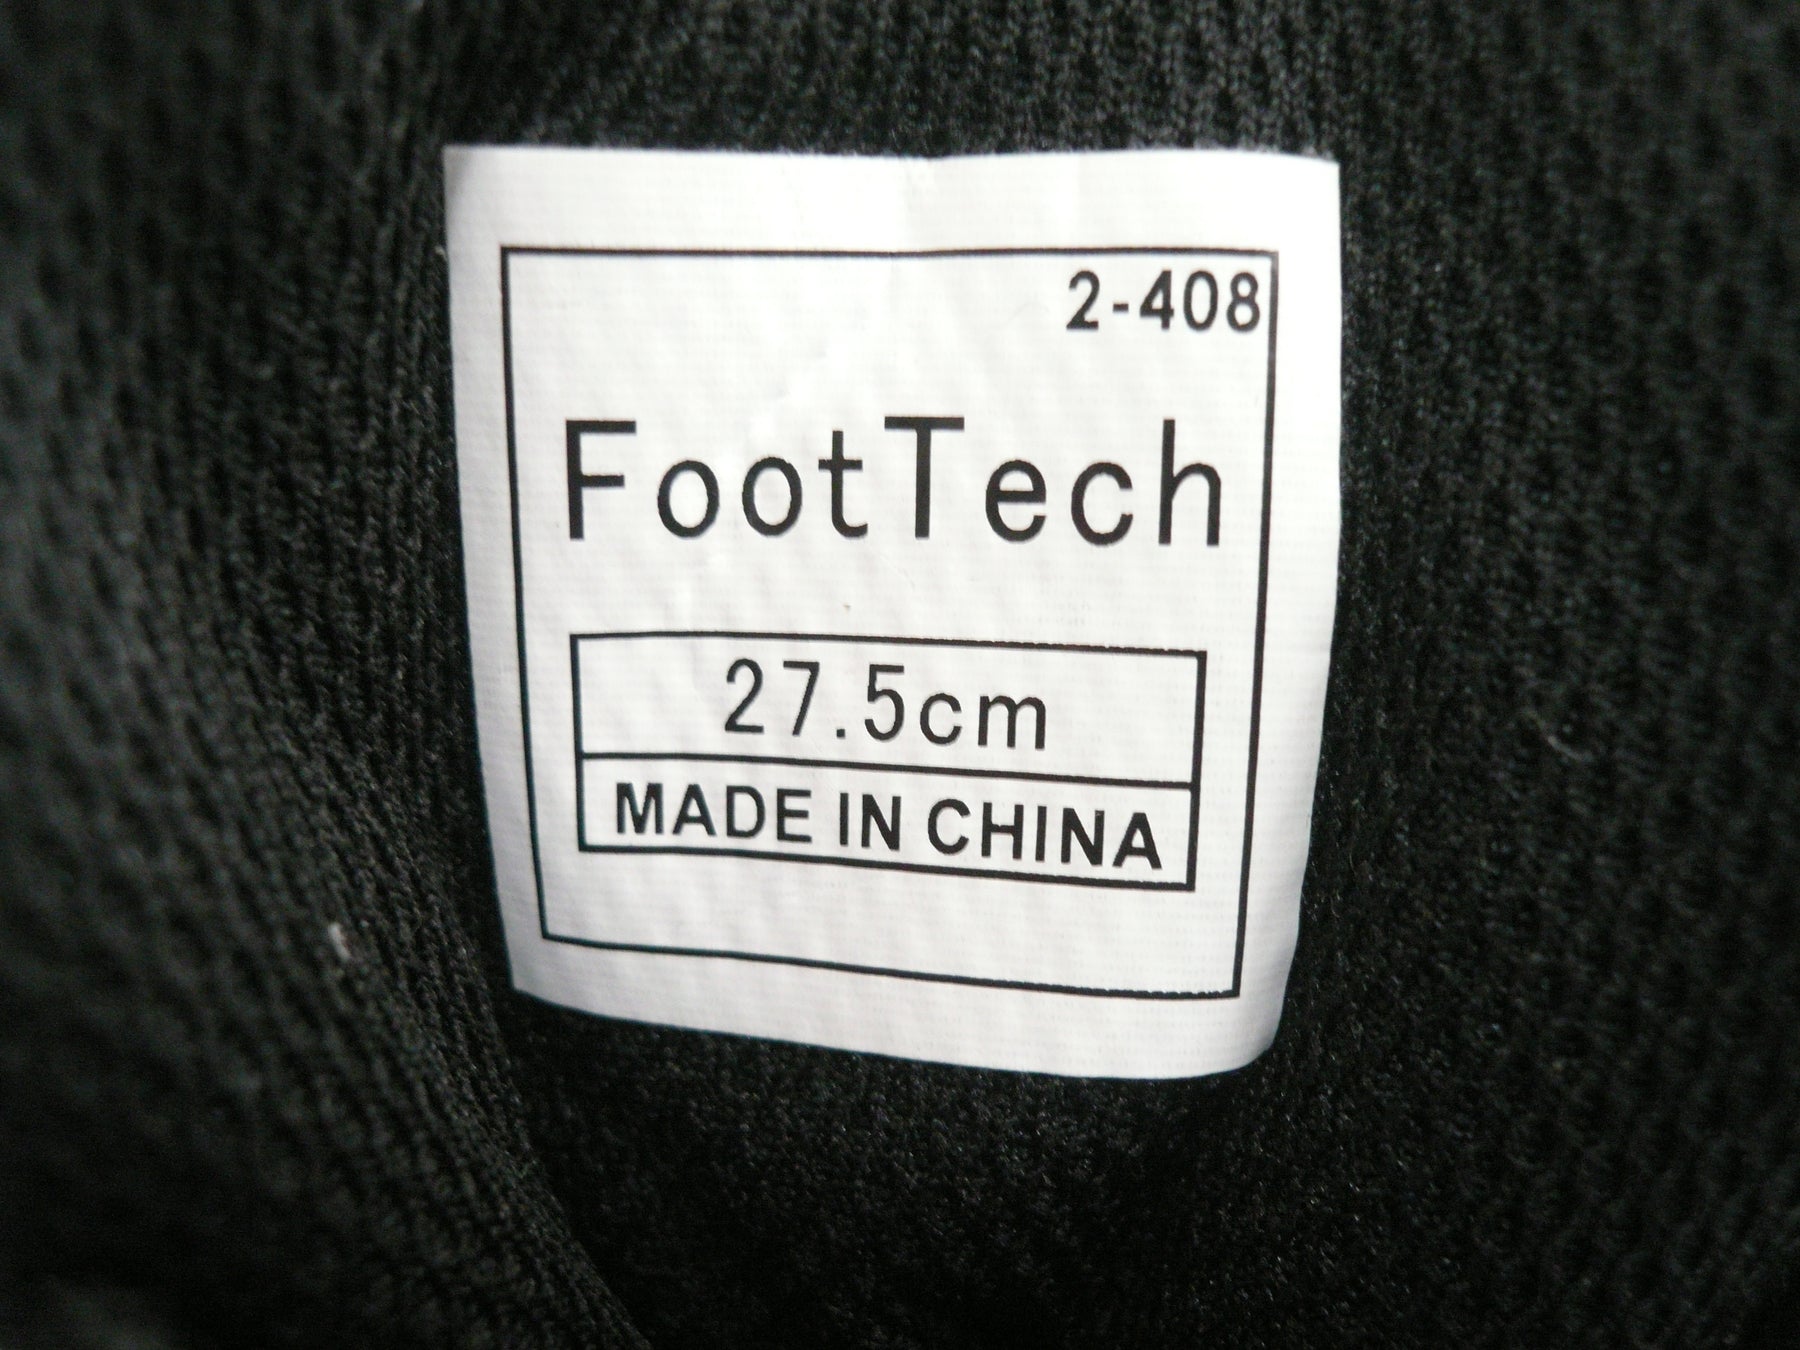 2-408
FootTech
27.5cm
MADE IN CHINA